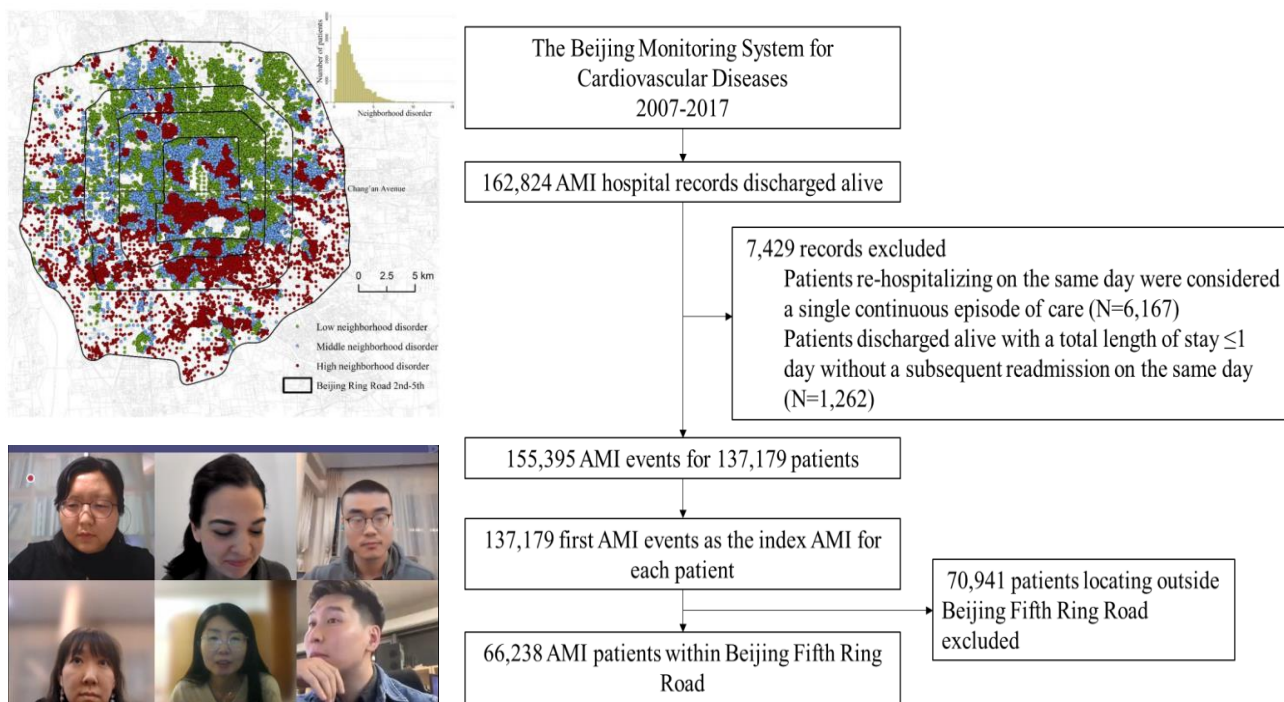 Number of patients
Neighborhood disorder
Chang'an Avenue
0 2.5 5 km
Low neighborhood disorder
Middle neighborhood disorder
High neighborhood disorder
Beijing Ring Road 2nd-5th
The Beijing Monitoring System for
Cardiovascular Diseases
2007-2017
162,824 AMI hospital records discharged alive
7,429 records excluded
Patients re-hospitalizing on the same day were considered
a single continuous episode of care (N=6,167)
Patients discharged alive with a total length of stay ≤1
day without a subsequent readmission on the same day
(N=1,262)
155,395 AMI events for 137,179 patients
137,179 first AMI events as the index AMI for
each patient
70,941 patients locating outside
Beijing Fifth Ring Road
excluded
66,238 AMI patients within Beijing Fifth Ring
Road